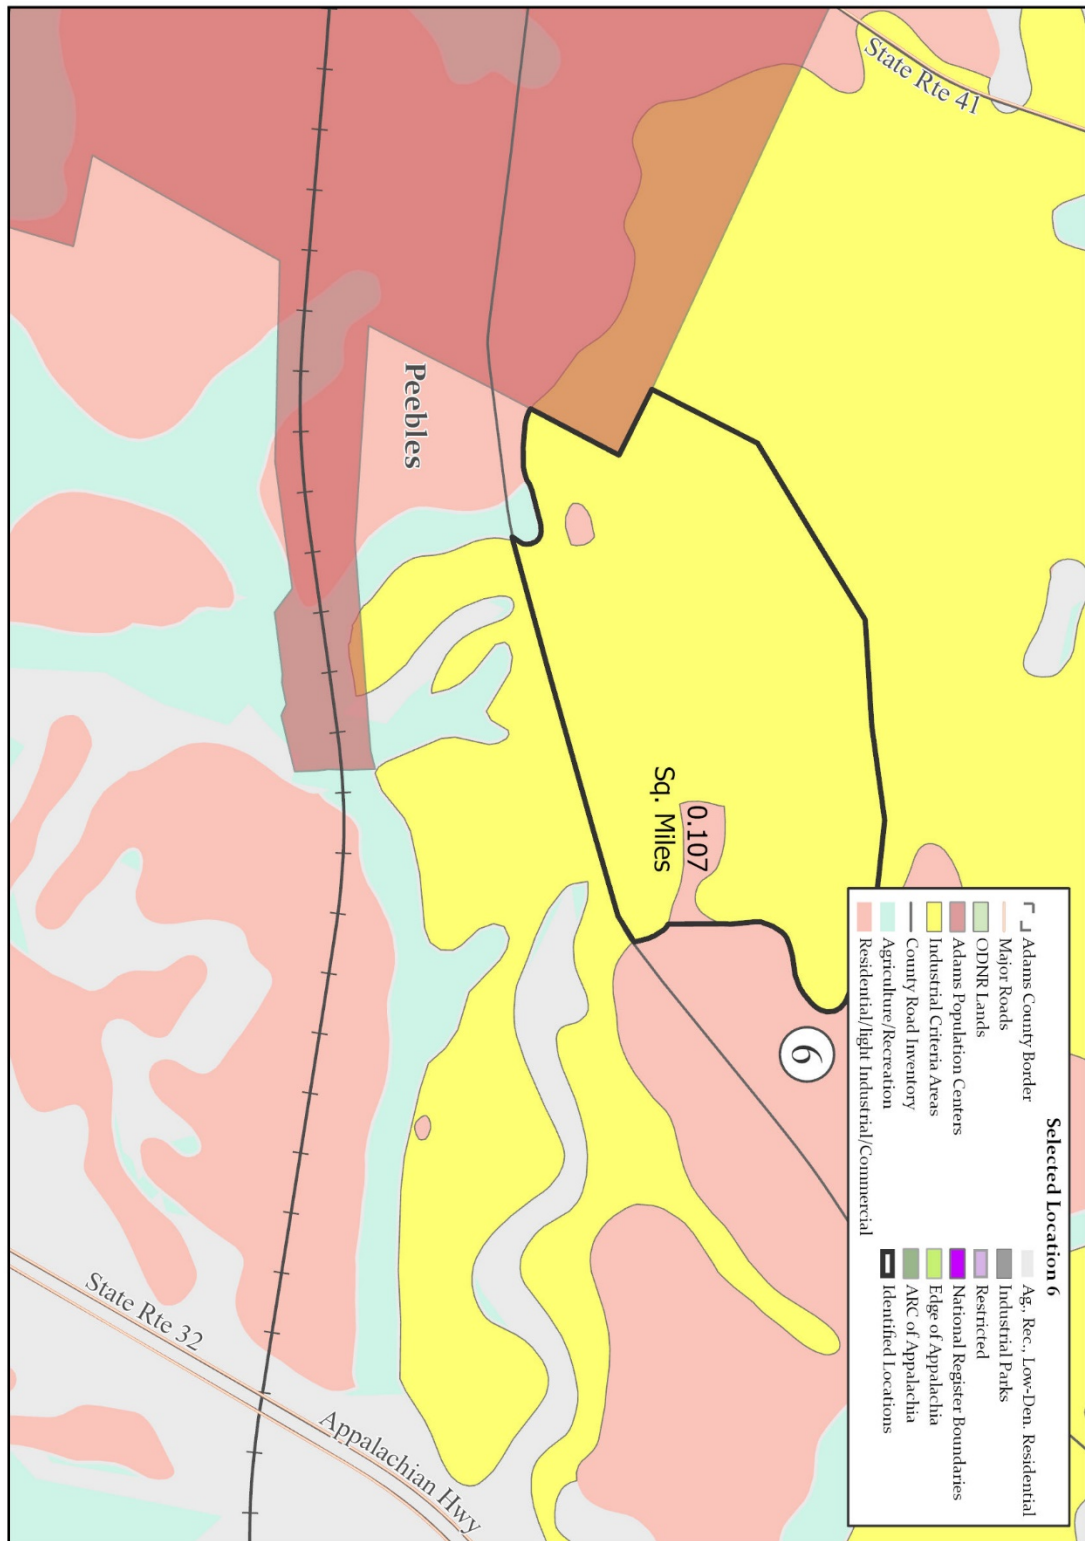 State Rte 41
Peebles
0.107
Sq. Miles
6
State Rte 32
Appalachian Hwy
Selected Location 6
Adams County Border
Major Roads
ODNR Lands
Adams Population Centers
Industrial Criteria Areas
County Road Inventory
Agriculture/Recreation
Residential/light Industrial/Commercial
Ag., Rec., Low-Den. Residential
Industrial Parks
Restricted
National Register Boundaries
Edge of Appalachia
ARC of Appalachia
Identified Locations